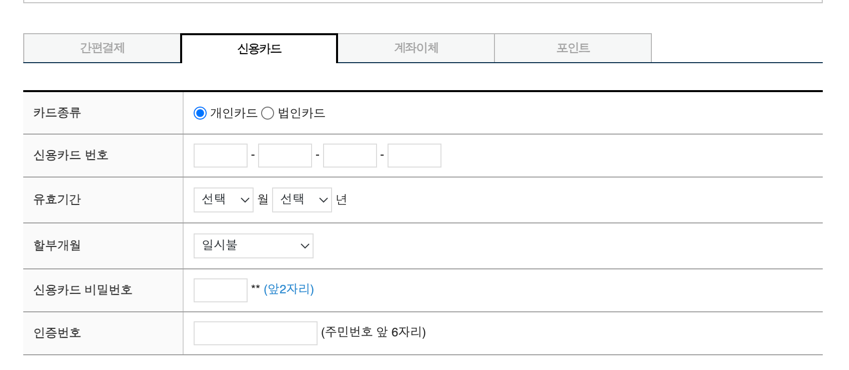 간편결제 신용카드 계좌이체 포인트
카드종류 개인카드 법인카드
신용카드 번호 - - -
유효기간 선택 월 선택 년
할부개월 일시불
신용카드 비밀번호 ** (앞2자리)
인증번호 (주민번호 앞 6자리)